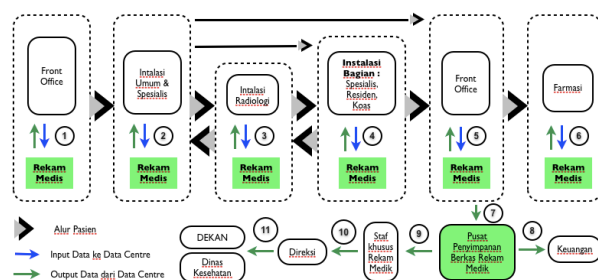 Front
Office
Intalasi
Umum &
Spesialis
Intalasi
Radiologi
Instalasi
Bagian :
Spesialis,
Residen,
Koas
Front
Office
Farmasi
1
2
3
4
5
6
Rekam
Medis
Rekam
Medis
Rekam
Medis
Rekam
Medis
Rekam
Medis
Rekam
Medis
7
Alur Pasien
Input Data ke Data Centre
Output Data dari Data Centre
DEKAN
Dinas
Kesehatan
11
Direksi
10
Staf
khusus
Rekam
Medik
9
Pusat
Penyimpanan
Berkas Rekam
Medik
8
Keuangan